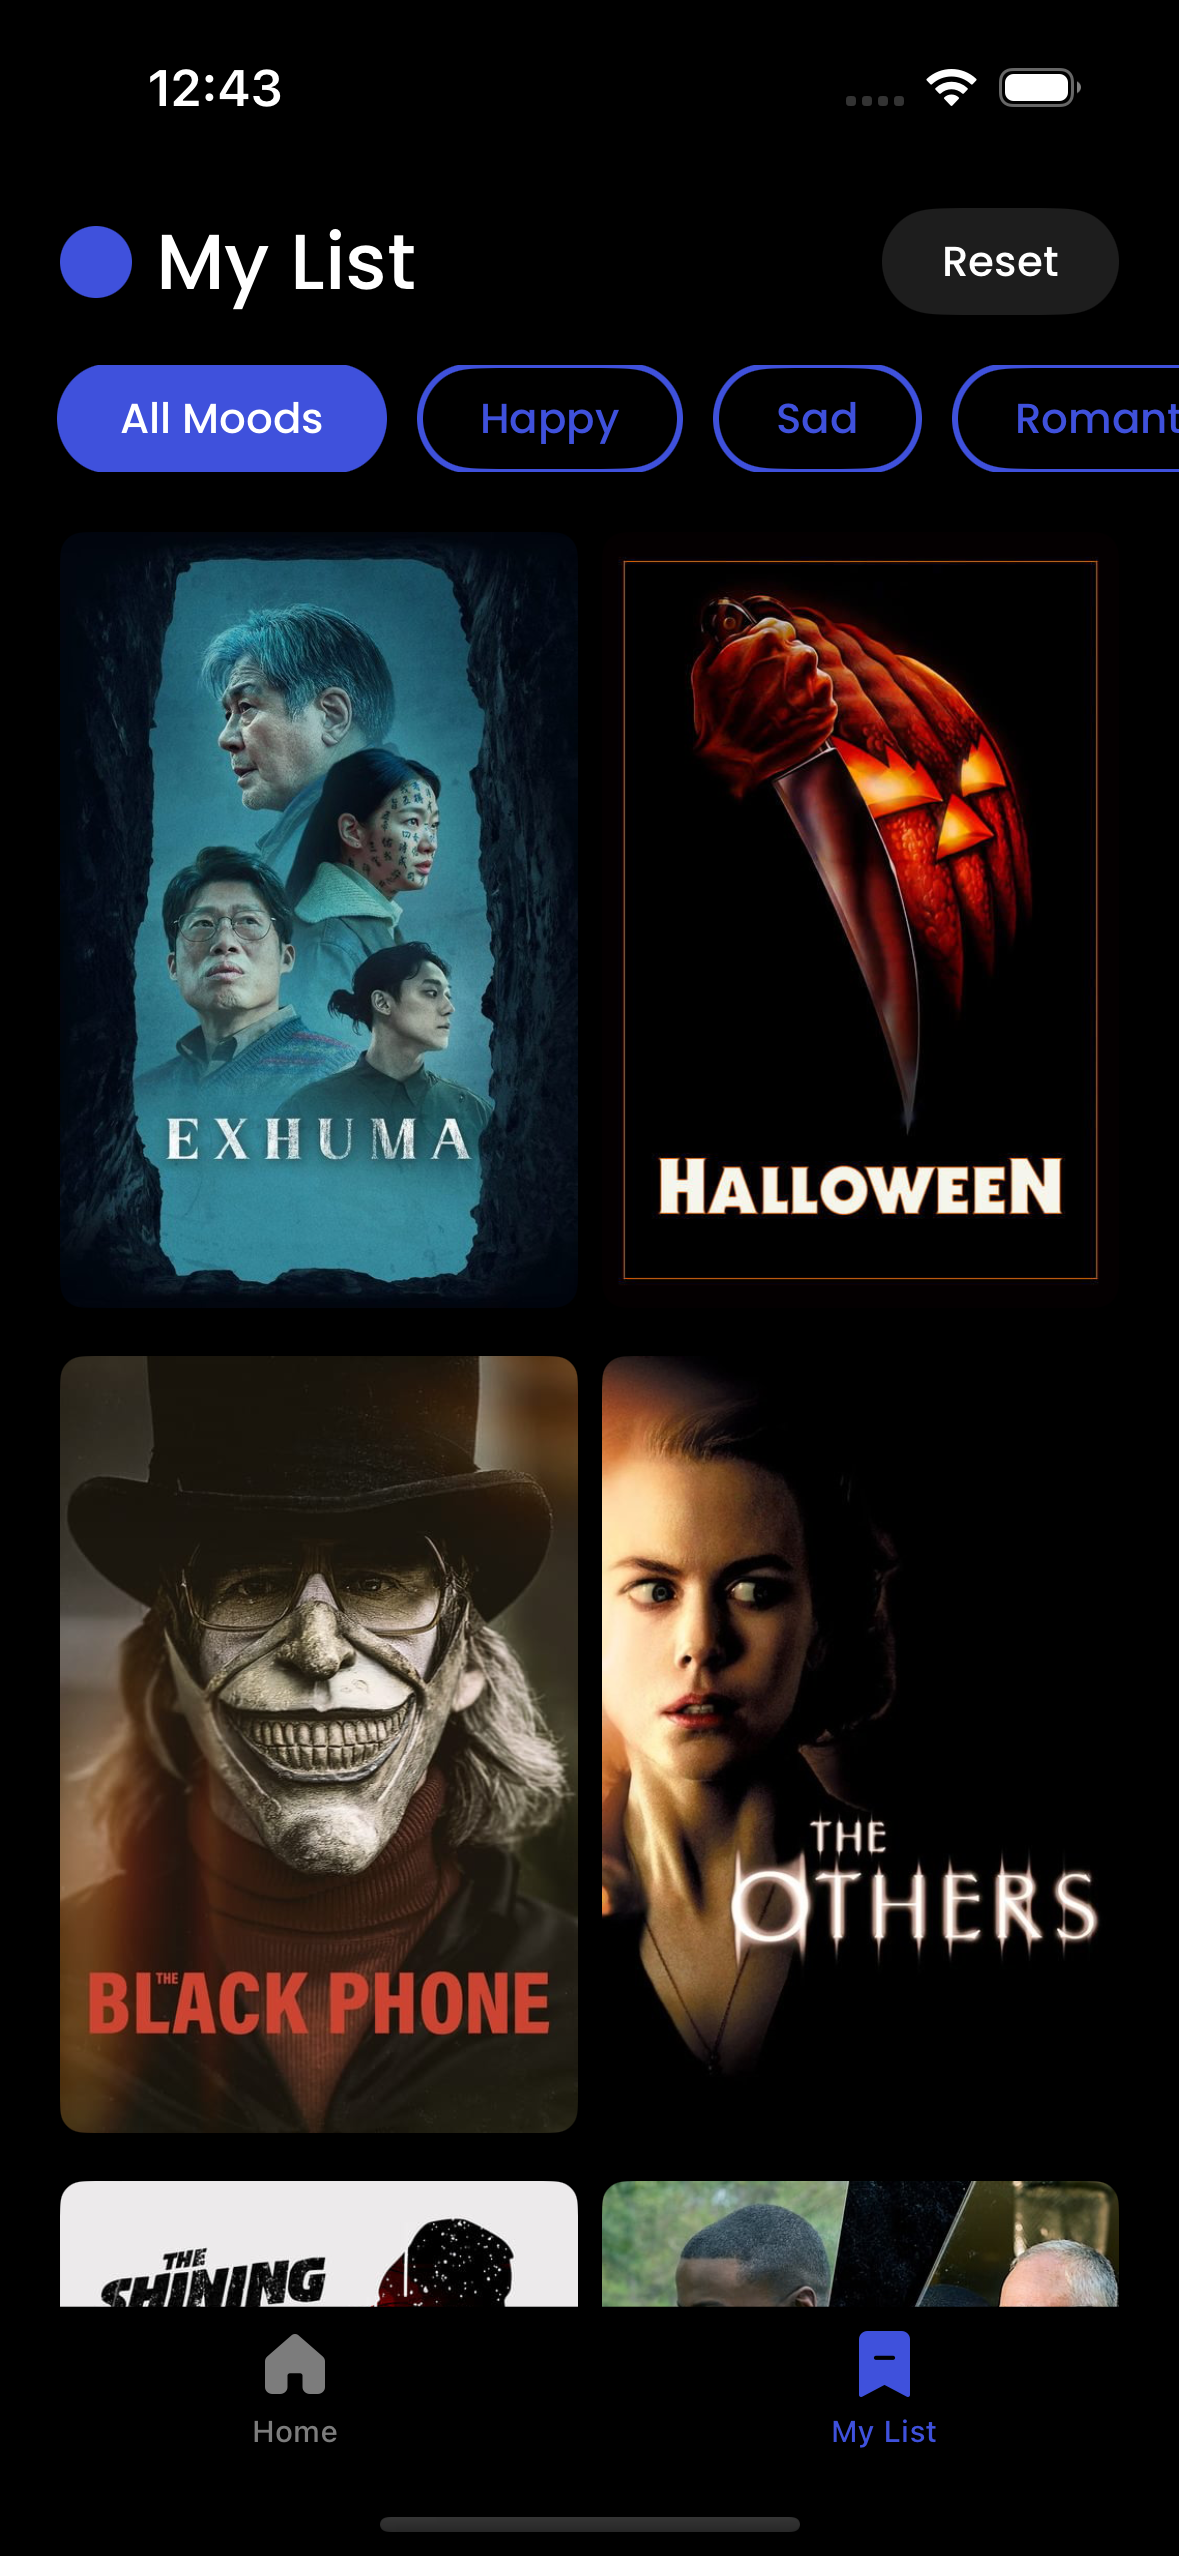 12:43
My List
Reset
All Moods
Happy
Sad
Romant
EXHUMA
HALLOWEEN
THE
BLACK PHONE
THE
OTHERS
THE
SHINING
Home
My List